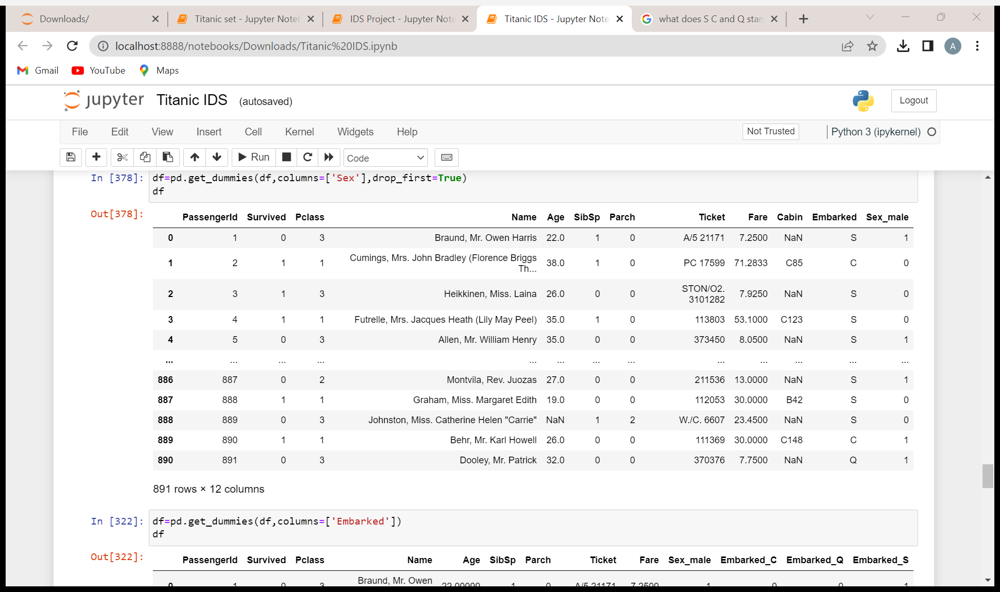 Downloads/
Titanic set - Jupyter Note
IDS Project - Jupyter Note
Titanic IDS - Jupyter Note
what does S C and Q stan
localhost:8888/notebooks/Downloads/Titanic%20IDS.ipynb
A
Gmail YouTube Maps
jupyter Titanic IDS (autosaved)
Logout
File Edit View Insert Cell Kernel Widgets Help
Not Trusted
Python 3 (ipykernel)
Run
Code
In [378]: df=pd.get_dummies(df,columns=['Sex'],drop_first=True)
df
Out[378]:
PassengerId Survived Pclass Name Age SibSp Parch Ticket Fare Cabin Embarked Sex_male
0 1 0 3 Braund, Mr. Owen Harris 22.0 1 0 A/5 21171 7.2500 NaN S 1
1 2 1 1 Cumings, Mrs. John Bradley (Florence Briggs Th... 38.0 1 0 PC 17599 71.2833 C85 C 0
2 3 1 3 Heikkinen, Miss. Laina 26.0 0 0 STON/O2. 3101282 7.9250 NaN S 0
3 4 1 1 Futrelle, Mrs. Jacques Heath (Lily May Peel) 35.0 1 0 113803 53.1000 C123 S 0
4 5 0 3 Allen, Mr. William Henry 35.0 0 0 373450 8.0500 NaN S 1
... ... ... ... ... ... ... ... ... ... ... ... ...
886 887 0 2 Montvila, Rev. Juozas 27.0 0 0 211536 13.0000 NaN S 1
887 888 1 1 Graham, Miss. Margaret Edith 19.0 0 0 112053 30.0000 B42 S 0
888 889 0 3 Johnston, Miss. Catherine Helen "Carrie" NaN 1 2 W./C. 6607 23.4500 NaN S 0
889 890 1 1 Behr, Mr. Karl Howell 26.0 0 0 111369 30.0000 C148 C 1
890 891 0 3 Dooley, Mr. Patrick 32.0 0 0 370376 7.7500 NaN Q 1
891 rows × 12 columns
In [322]: df=pd.get_dummies(df,columns=['Embarked'])
df
Out[322]:
PassengerId Survived Pclass Name Age SibSp Parch Ticket Fare Sex_male Embarked_C Embarked_Q Embarked_S
Braund, Mr. Owen
0 1 0 3 22.00000 1 0 A/5 21171 7.2500 1 0 0 1